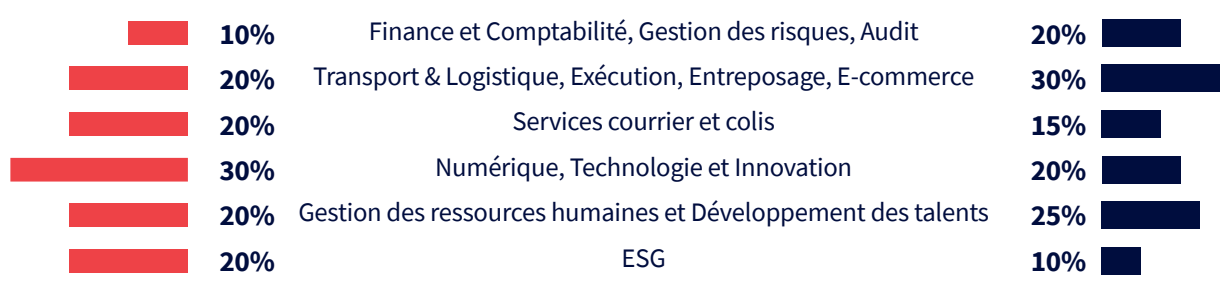 10% Finance et Comptabilité, Gestion des risques, Audit 20%
20% Transport & Logistique, Exécution, Entreposage, E-commerce 30%
20% Services courrier et colis 15%
30% Numérique, Technologie et Innovation 20%
20% Gestion des ressources humaines et Développement des talents 25%
20% ESG 10%